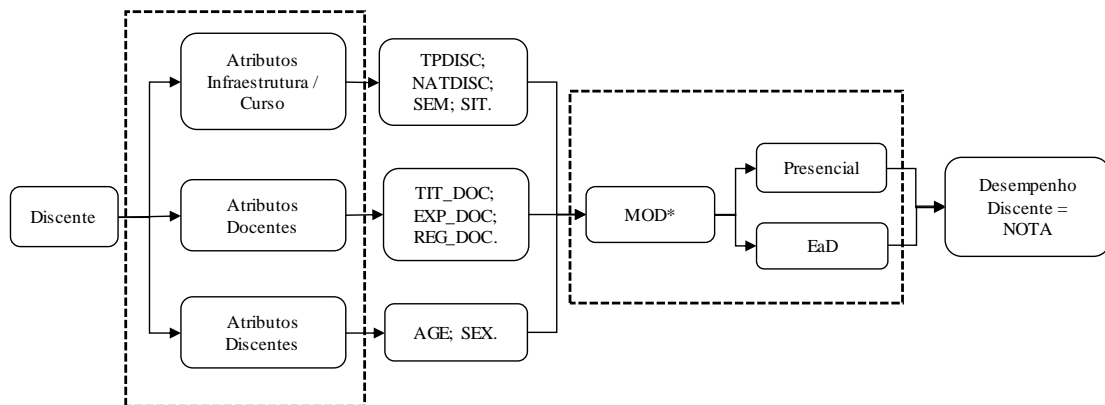 Discente
Atributos
Infraestrutura /
Curso
Atributos
Docentes
Atributos
Discentes
TPDISC;
NATDISC;
SEM; SIT.
TIT_DOC;
EXP_DOC;
REG_DOC.
AGE; SEX.
MOD*
Presencial
EaD
Desempenho
Discente =
NOTA